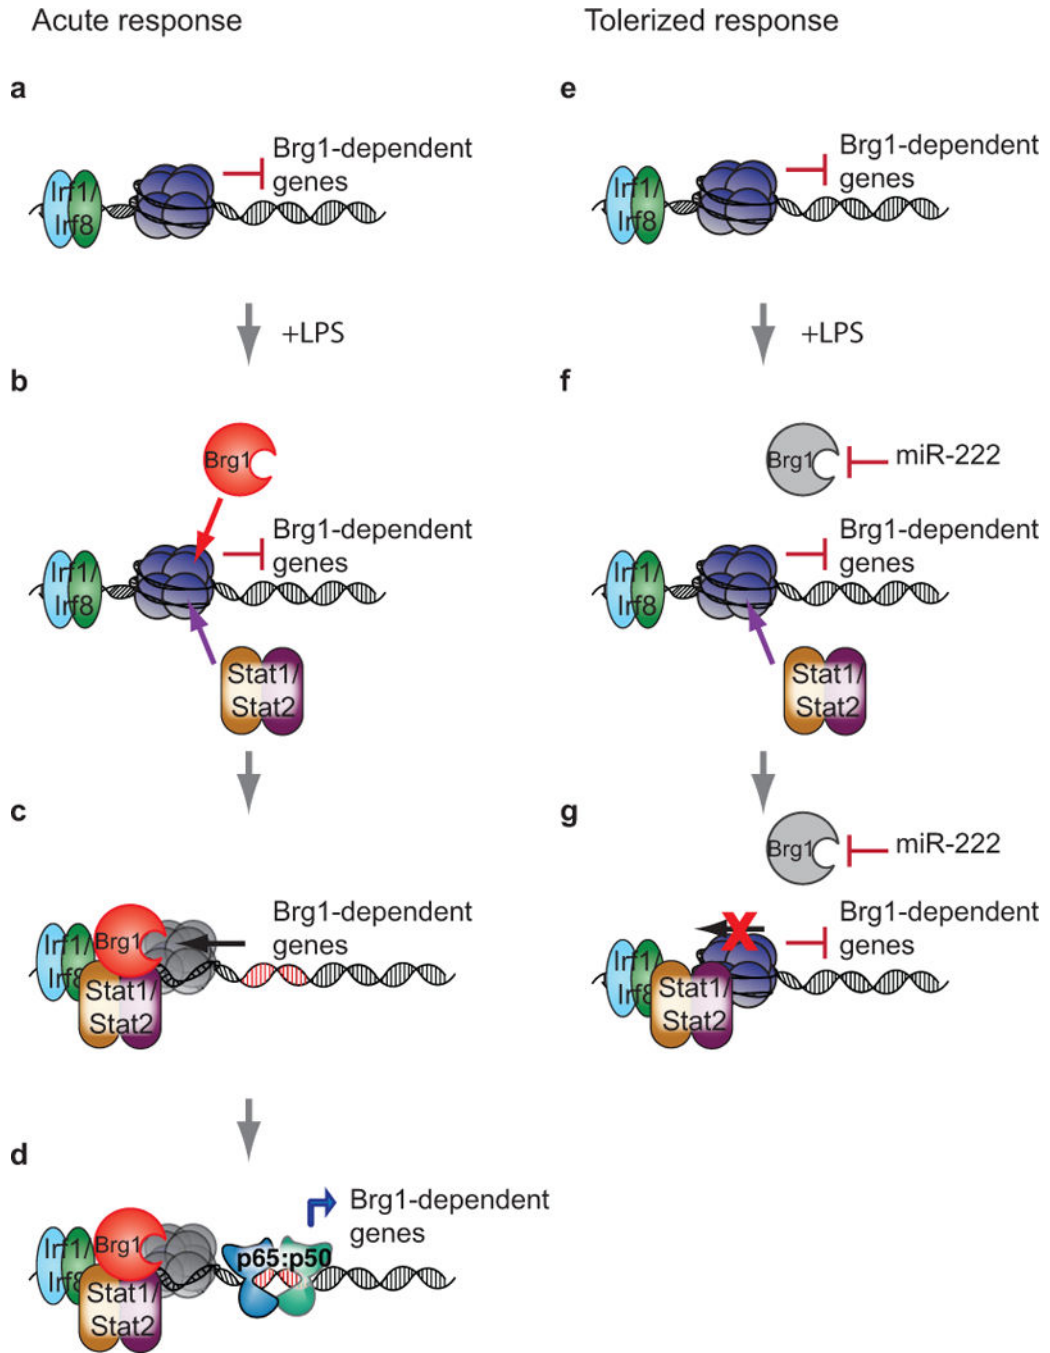 Acute response
Tolerized response
a
Brg1-dependent
genes
Irf1/
Irf8
+LPS
b
Brg1
Brg1-dependent
genes
Irf1/
Irf8
Stat1/
Stat2
c
Brg1-dependent
genes
Irf1/
Irf8
Brg1
Stat1/
Stat2
d
Brg1-dependent
genes
Irf1/
Irf8
Brg1
p65:p50
Stat1/
Stat2
e
Brg1-dependent
genes
Irf1/
Irf8
+LPS
f
Brg1
miR-222
Brg1-dependent
genes
Irf1/
Irf8
Stat1/
Stat2
g
Brg1
miR-222
X
Brg1-dependent
genes
Irf1/
Irf8
Stat1/
Stat2